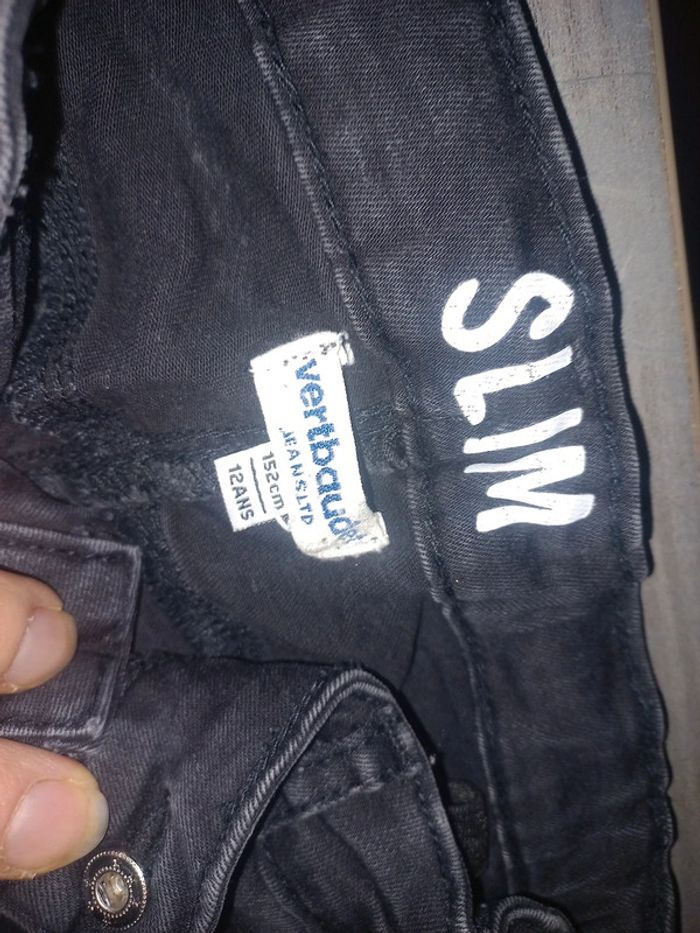 SLIM
vertbaudet
JEANS LTD
152cm
12ANS